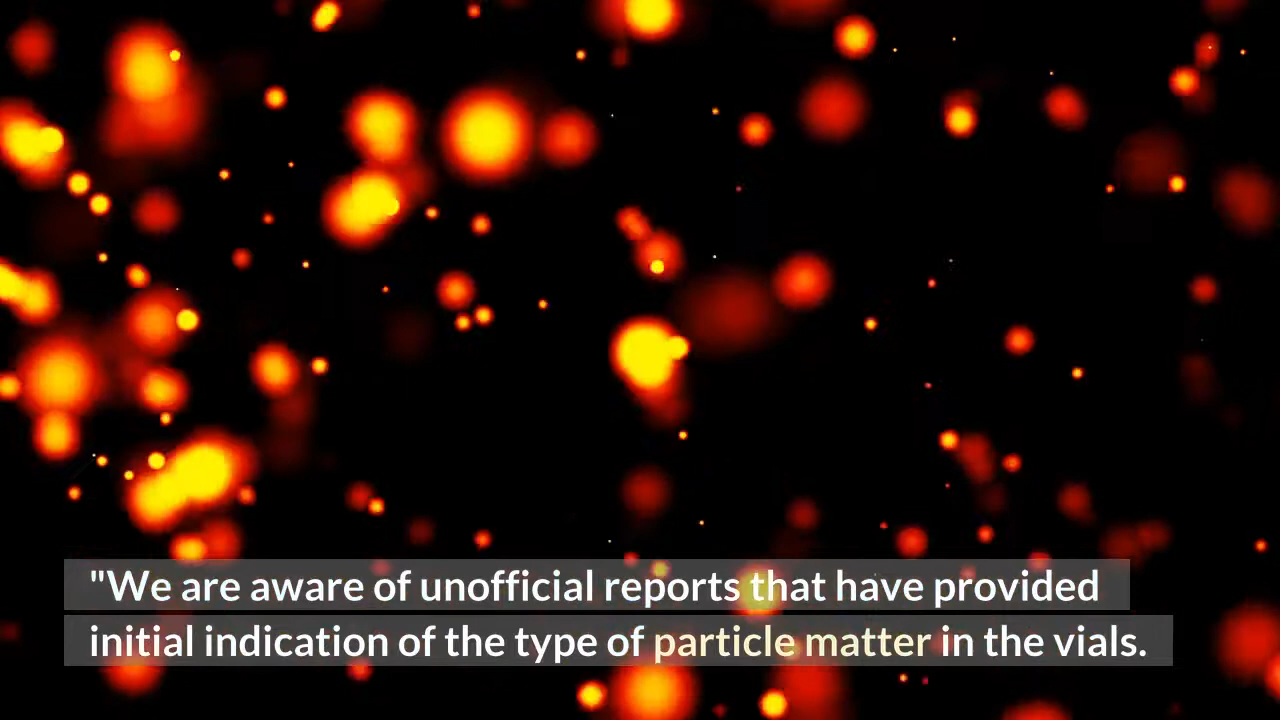 "We are aware of unofficial reports that have provided
initial indication of the type of particle matter in the vials.